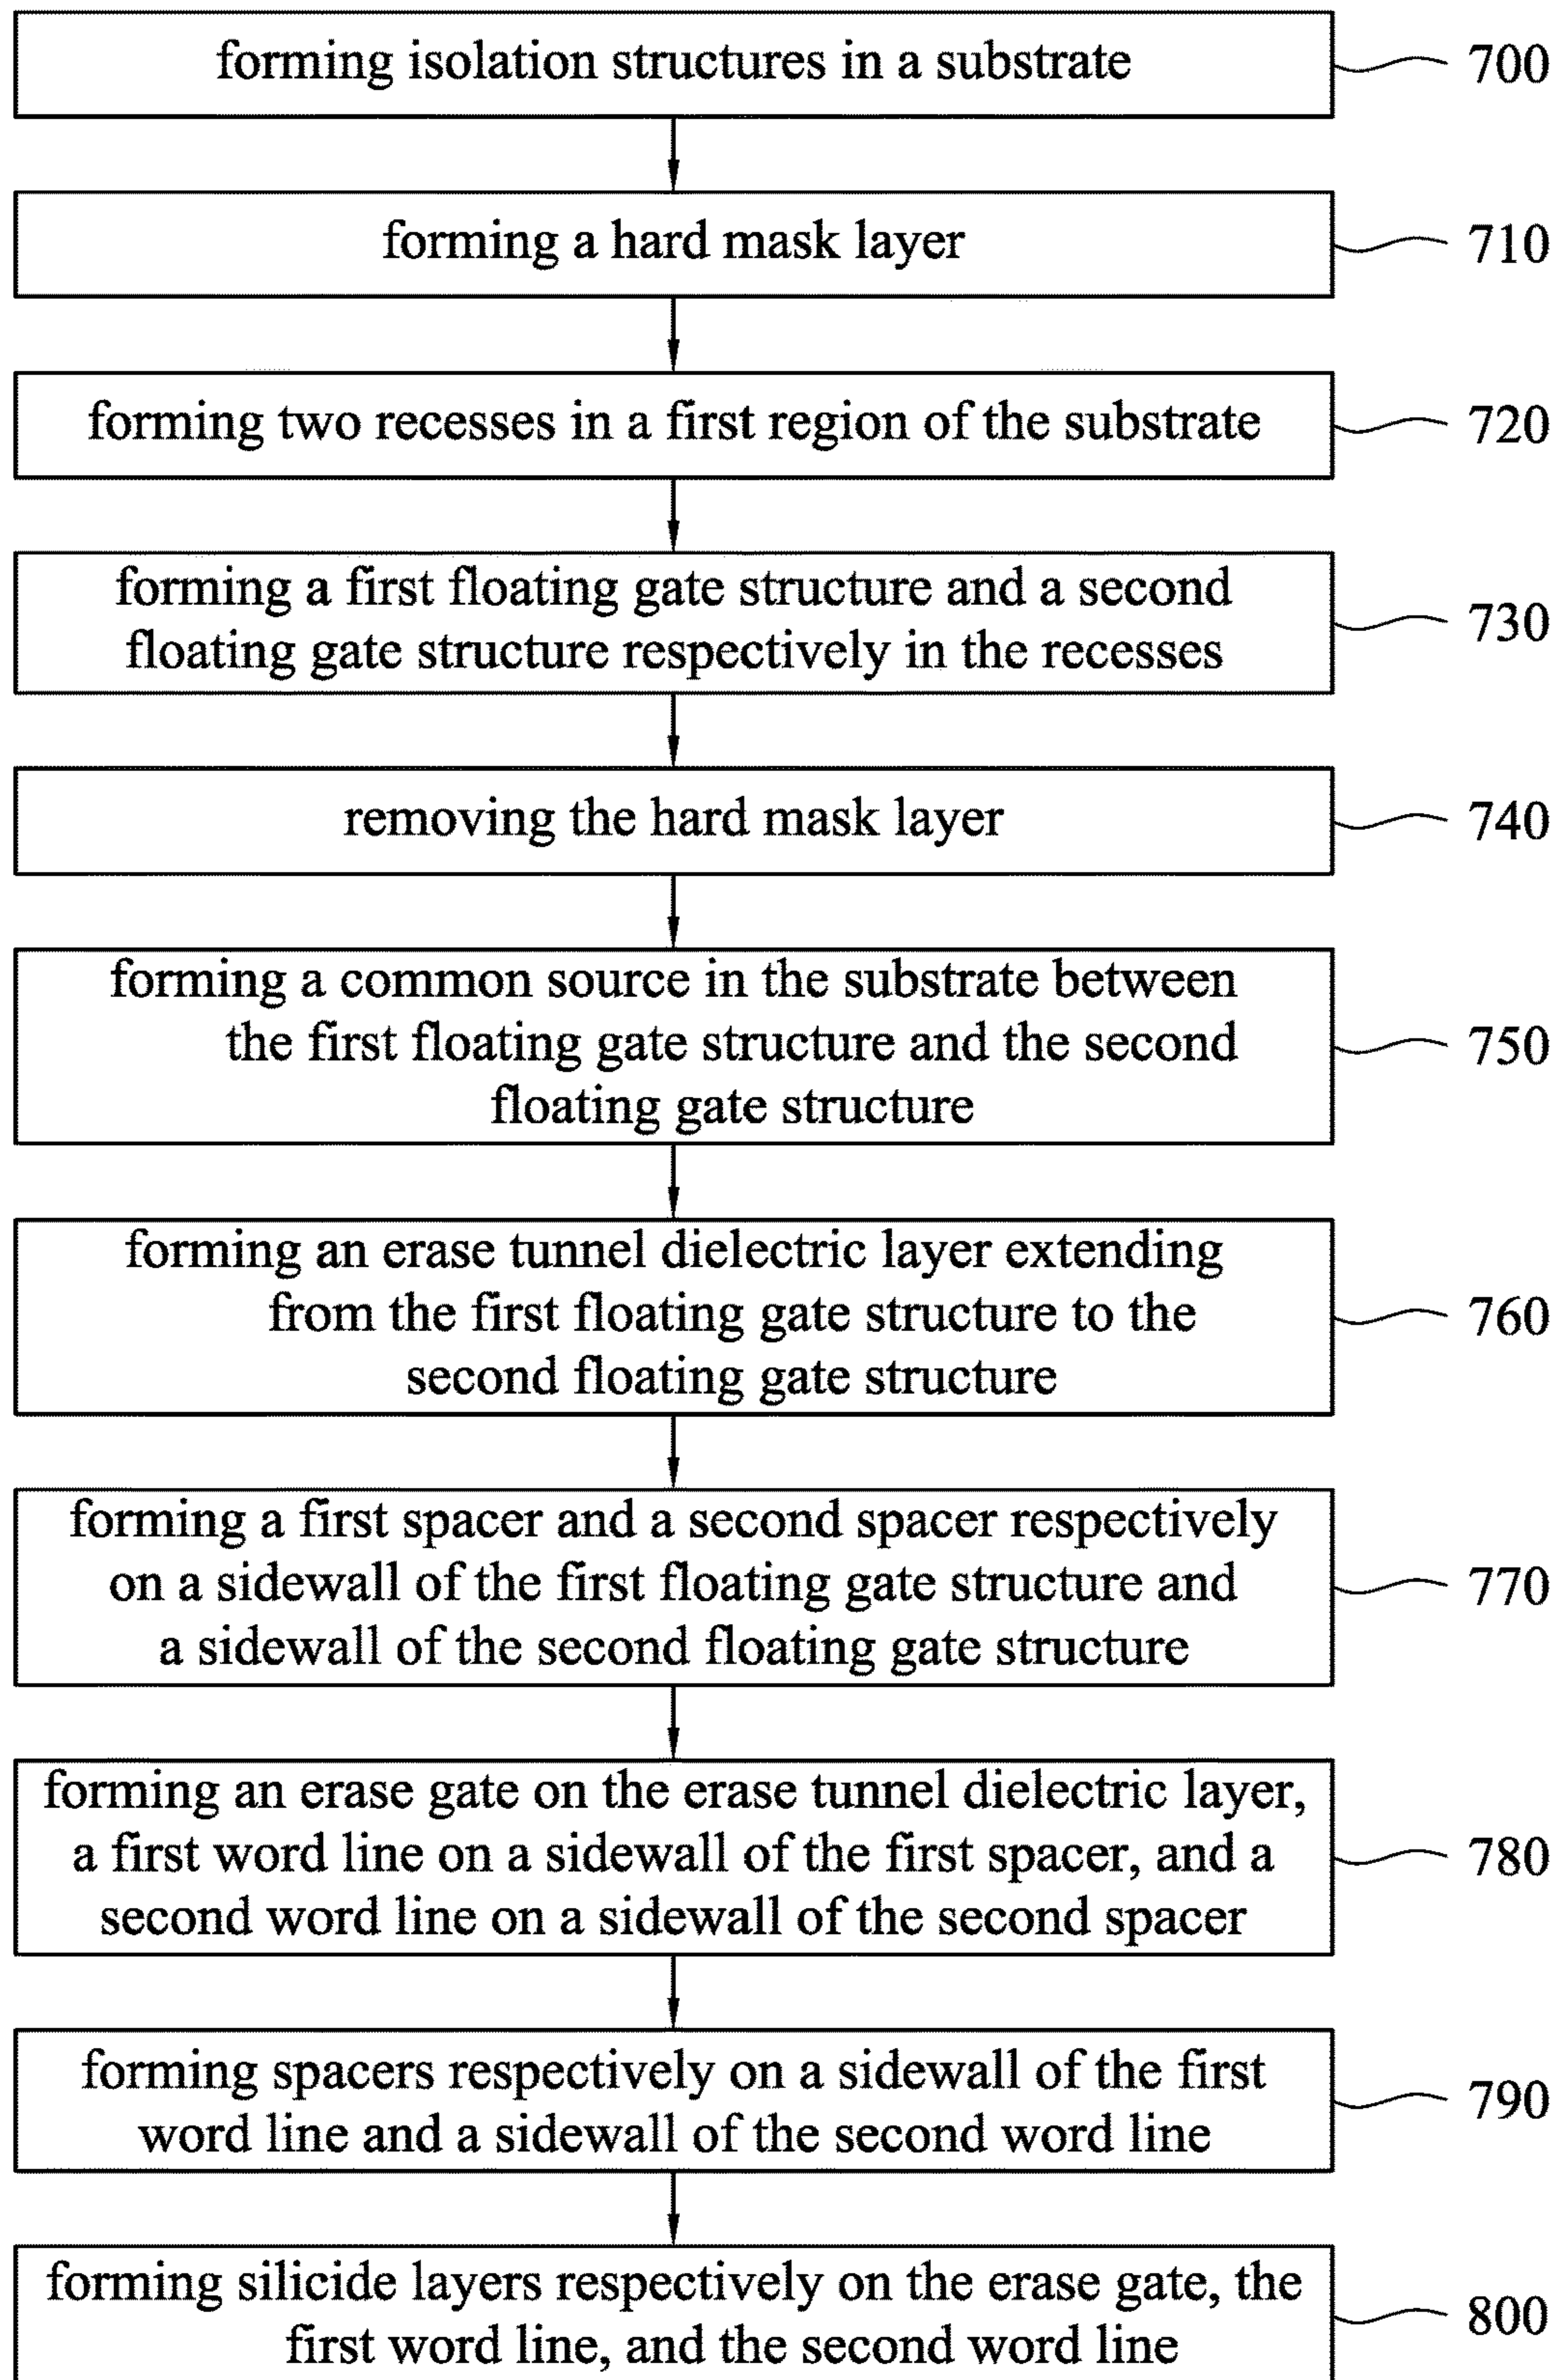 forming isolation structures in a substrate
700
forming a hard mask layer
710
forming two recesses in a first region of the substrate
720
forming a first floating gate structure and a second
floating gate structure respectively in the recesses
730
removing the hard mask layer
740
forming a common source in the substrate between
the first floating gate structure and the second
floating gate structure
750
forming an erase tunnel dielectric layer extending
from the first floating gate structure to the
second floating gate structure
760
forming a first spacer and a second spacer respectively
on a sidewall of the first floating gate structure and
a sidewall of the second floating gate structure
770
forming an erase gate on the erase tunnel dielectric layer,
a first word line on a sidewall of the first spacer, and a
second word line on a sidewall of the second spacer
780
forming spacers respectively on a sidewall of the first
word line and a sidewall of the second word line
790
forming silicide layers respectively on the erase gate, the
first word line, and the second word line
800